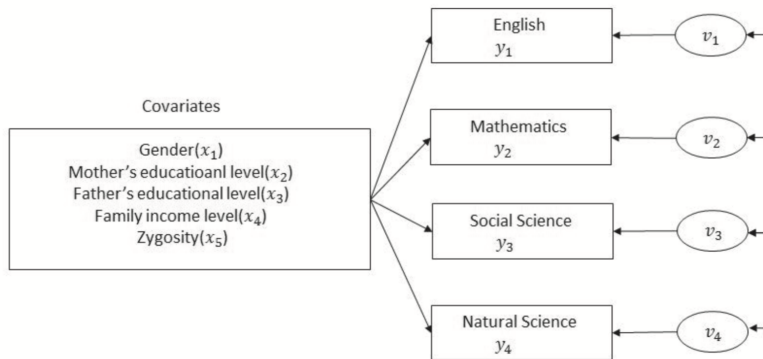 Covariates
Gender(x₁)
Mother's educatioanl level(x₂)
Father's educational level(x₃)
Family income level(x₄)
Zygosity(x₅)
English
y₁
v₁
Mathematics
y₂
v₂
Social Science
y₃
v₃
Natural Science
y₄
v₄